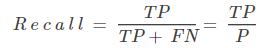 Recall = TP / (TP + FN) = TP / P